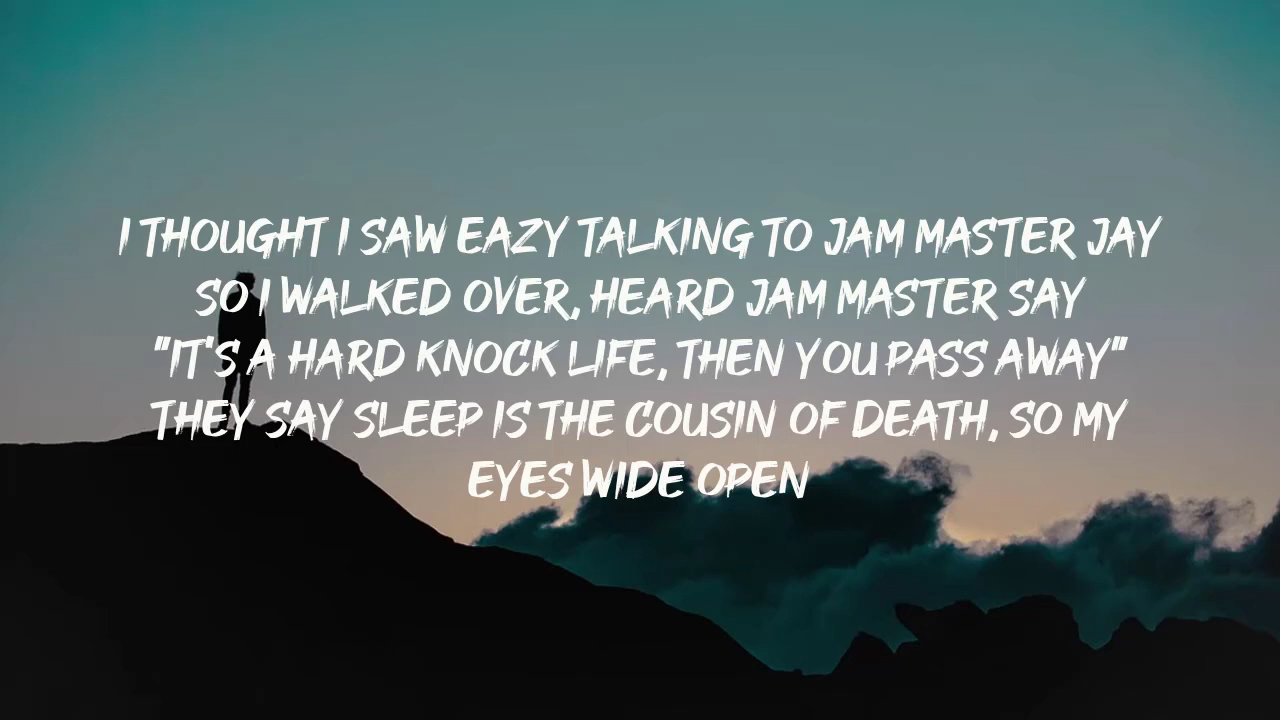 I THOUGHT I SAW EAZY TALKING TO JAM MASTER JAY
SO I WALKED OVER, HEARD JAM MASTER SAY
"IT'S A HARD KNOCK LIFE, THEN YOU PASS AWAY"
THEY SAY SLEEP IS THE COUSIN OF DEATH, SO MY
EYES WIDE OPEN